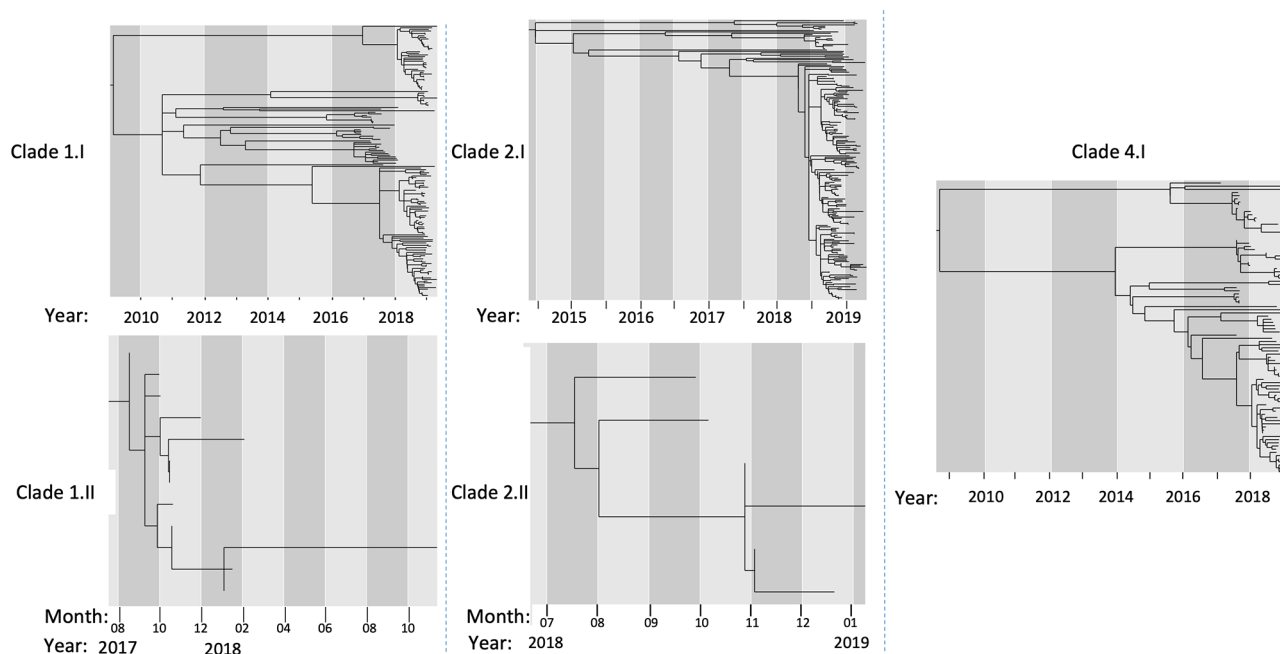 Clade 1.I
Year: 2010 2012 2014 2016 2018
Clade 1.II
Month: 08 10 12 02 04 06 08 10
Year: 2017 2018
Clade 2.I
Year: 2015 2016 2017 2018 2019
Clade 2.II
Month: 07 08 09 10 11 12 01
Year: 2018 2019
Clade 4.I
Year: 2010 2012 2014 2016 2018